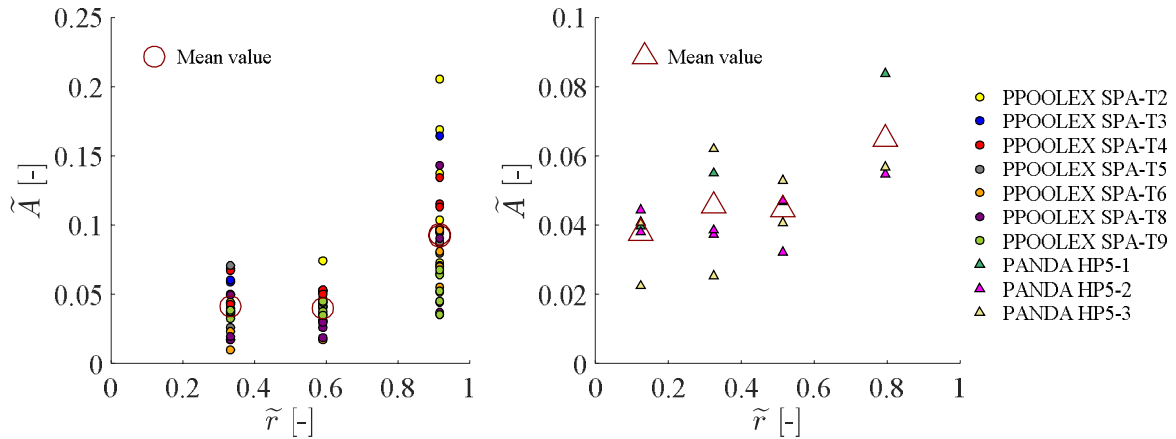 0.25
0.2
0.15
0.1
0.05
0
0 0.2 0.4 0.6 0.8 1
Ã [-]
r̃ [-]
Mean value
0.1
0.08
0.06
0.04
0.02
0
0 0.2 0.4 0.6 0.8 1
Ã [-]
r̃ [-]
Mean value
PPOOLEX SPA-T2
PPOOLEX SPA-T3
PPOOLEX SPA-T4
PPOOLEX SPA-T5
PPOOLEX SPA-T6
PPOOLEX SPA-T8
PPOOLEX SPA-T9
PANDA HP5-1
PANDA HP5-2
PANDA HP5-3